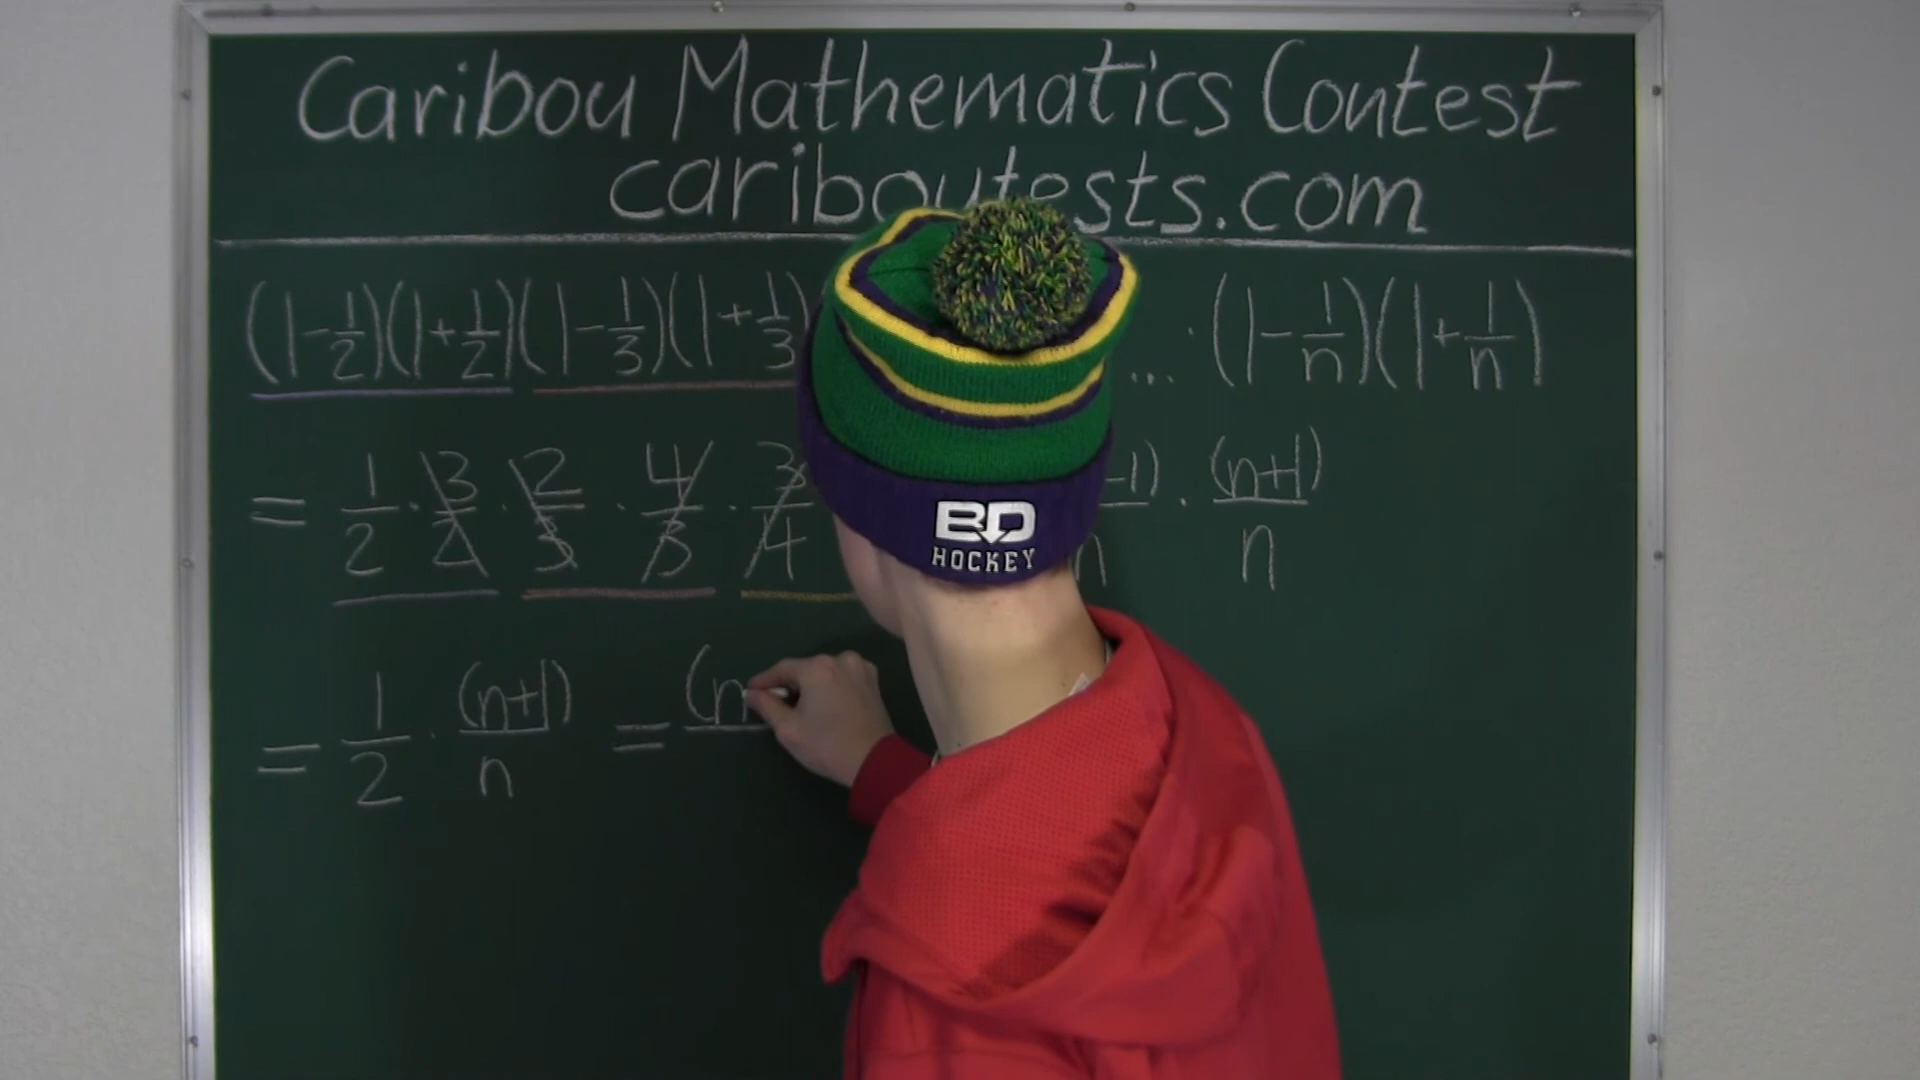 Caribou Mathematics Contest
cariboutests.com
(1-1/2)(1+1/2)(1-1/3)(1+1/3) ... ·(1-1/n)(1+1/n)
= 1/2 · 3/2 · 2/3 · 4/3 · 3/4 -1)/n · (n+1)/n
= 1/2 · (n+1)/n = (n
BD
HOCKEY